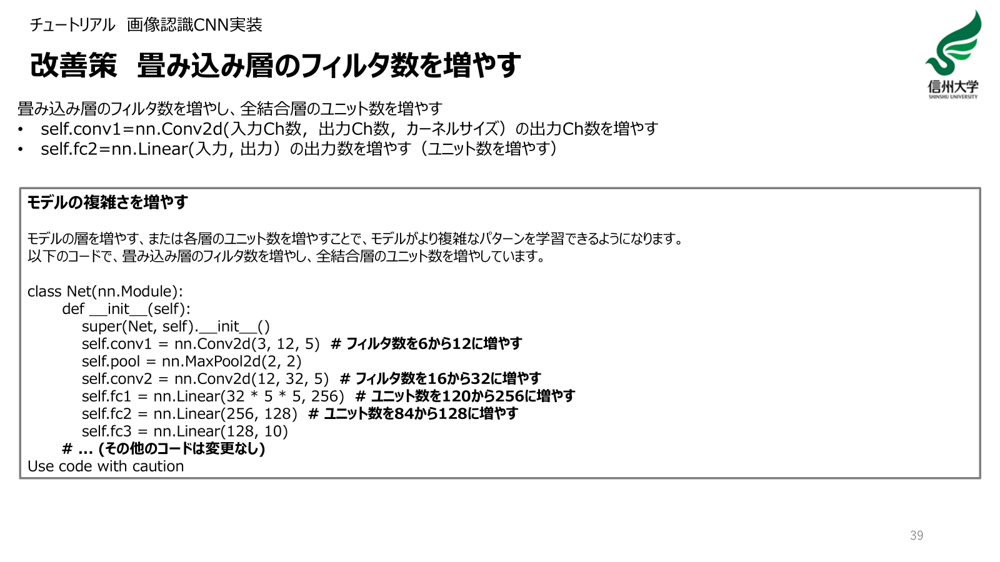 チュートリアル　画像認識CNN実装
改善策　畳み込み層のフィルタ数を増やす
信州大学
SHINSHU UNIVERSITY
畳み込み層のフィルタ数を増やし、全結合層のユニット数を増やす
• self.conv1=nn.Conv2d(入力Ch数，出力Ch数，カーネルサイズ）の出力Ch数を増やす
• self.fc2=nn.Linear(入力, 出力）の出力数を増やす（ユニット数を増やす）
モデルの複雑さを増やす
モデルの層を増やす、または各層のユニット数を増やすことで、モデルがより複雑なパターンを学習できるようになります。
以下のコードで、畳み込み層のフィルタ数を増やし、全結合層のユニット数を増やしています。
class Net(nn.Module):
def __init__(self):
super(Net, self).__init__()
self.conv1 = nn.Conv2d(3, 12, 5)  # フィルタ数を6から12に増やす
self.pool = nn.MaxPool2d(2, 2)
self.conv2 = nn.Conv2d(12, 32, 5)  # フィルタ数を16から32に増やす
self.fc1 = nn.Linear(32 * 5 * 5, 256)  # ユニット数を120から256に増やす
self.fc2 = nn.Linear(256, 128)  # ユニット数を84から128に増やす
self.fc3 = nn.Linear(128, 10)
# ... (その他のコードは変更なし)
Use code with caution
39